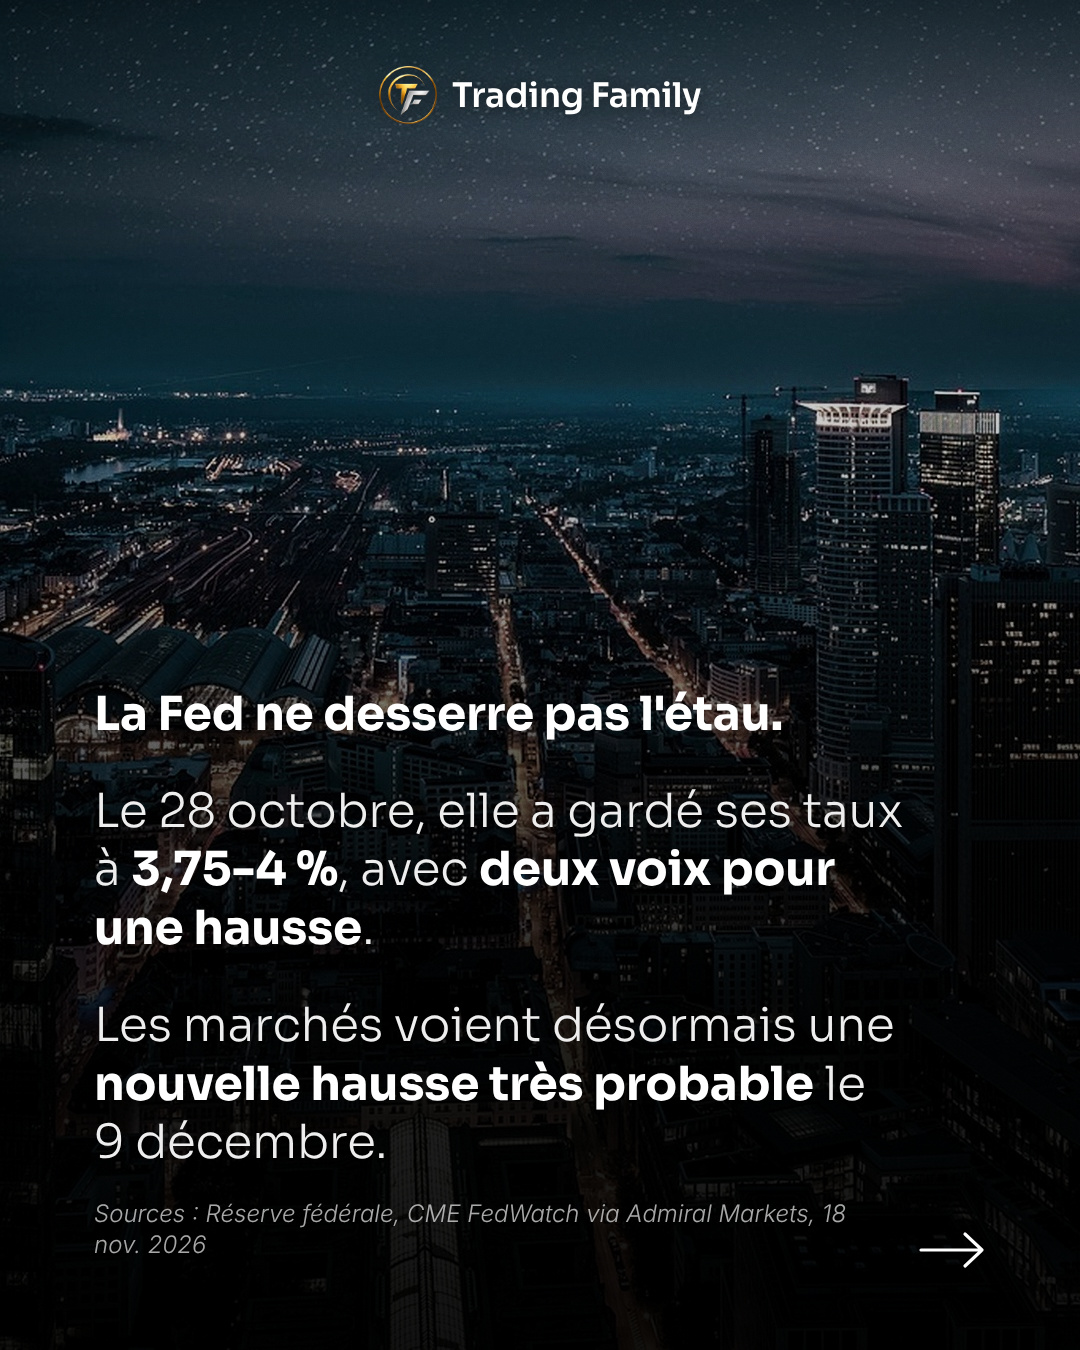 TF Trading Family
La Fed ne desserre pas l'étau.
Le 28 octobre, elle a gardé ses taux
à 3,75–4 %, avec deux voix pour
une hausse.
Les marchés voient désormais une
nouvelle hausse très probable le
9 décembre.
Sources : Réserve fédérale, CME FedWatch via Admiral Markets, 18
nov. 2026